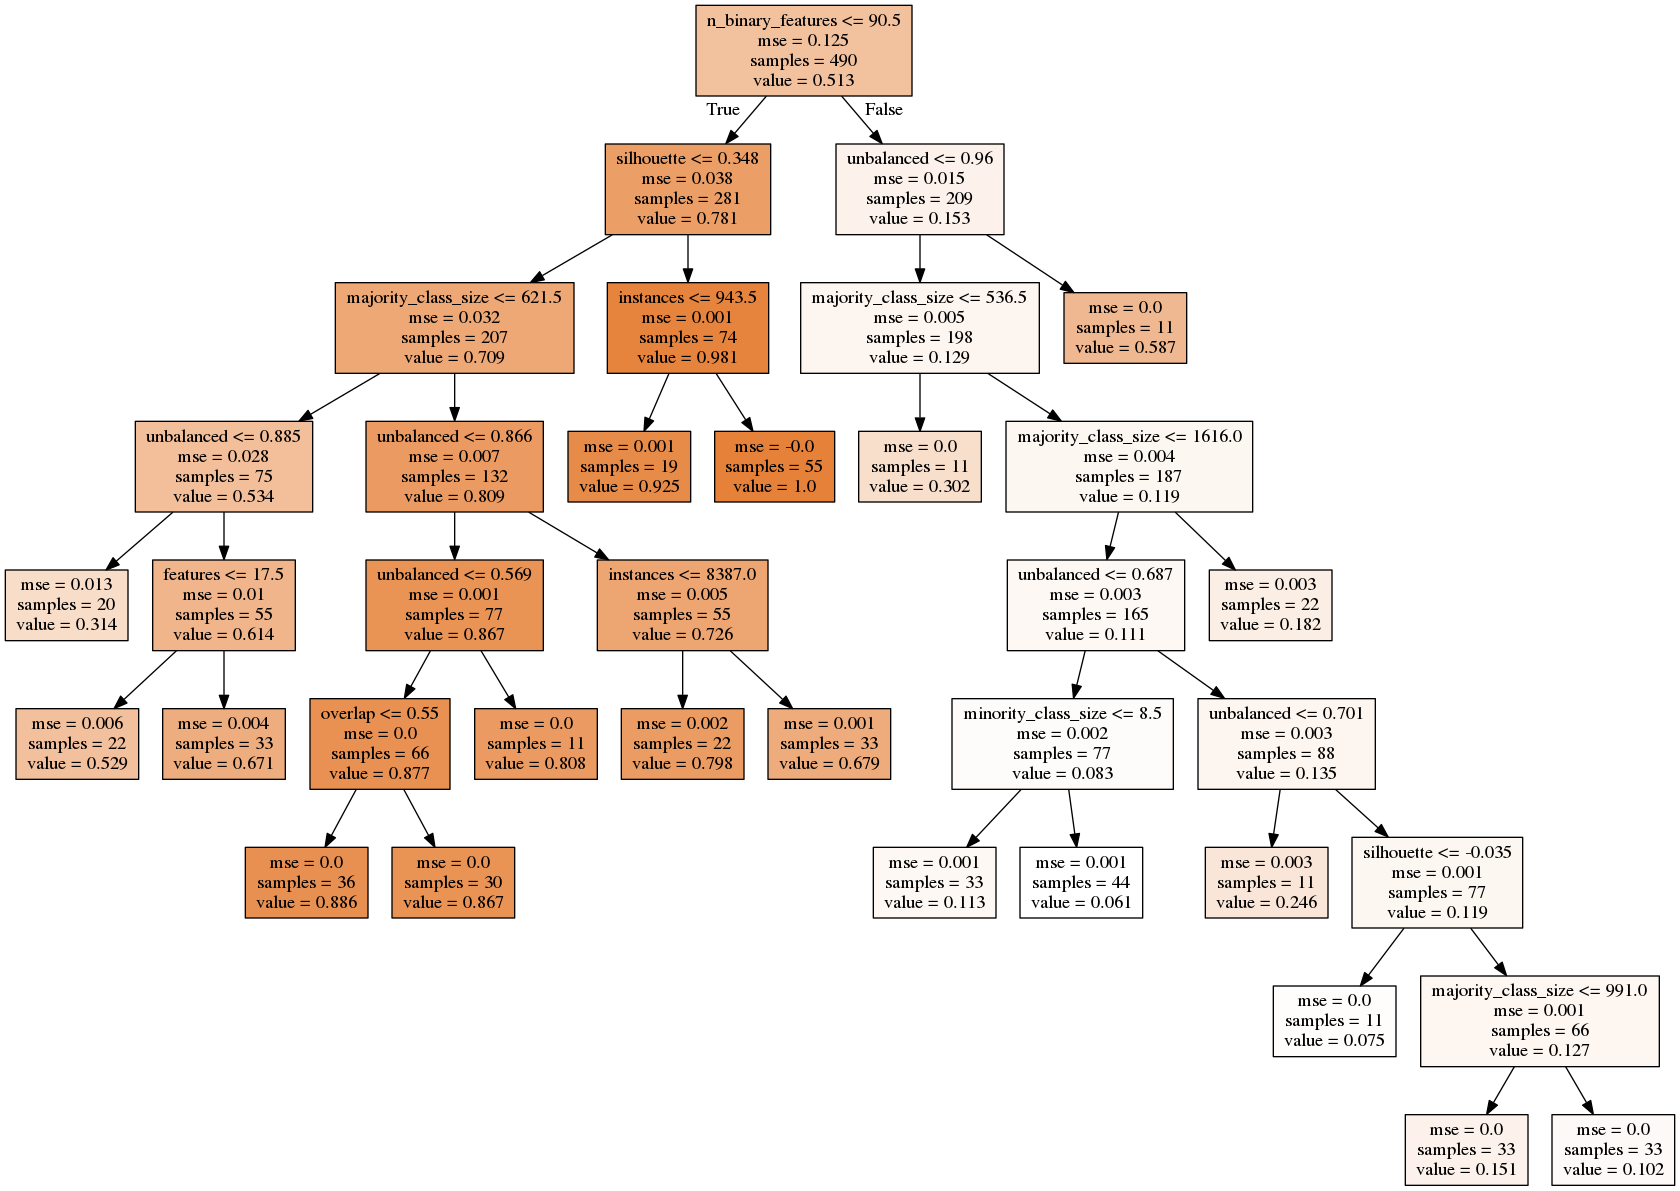 n_binary_features <= 90.5
mse = 0.125
samples = 490
value = 0.513
True
False
silhouette <= 0.348
mse = 0.038
samples = 281
value = 0.781
unbalanced <= 0.96
mse = 0.015
samples = 209
value = 0.153
majority_class_size <= 621.5
mse = 0.032
samples = 207
value = 0.709
instances <= 943.5
mse = 0.001
samples = 74
value = 0.981
majority_class_size <= 536.5
mse = 0.005
samples = 198
value = 0.129
mse = 0.0
samples = 11
value = 0.587
unbalanced <= 0.885
mse = 0.028
samples = 75
value = 0.534
unbalanced <= 0.866
mse = 0.007
samples = 132
value = 0.809
mse = 0.001
samples = 19
value = 0.925
mse = -0.0
samples = 55
value = 1.0
mse = 0.0
samples = 11
value = 0.302
majority_class_size <= 1616.0
mse = 0.004
samples = 187
value = 0.119
mse = 0.013
samples = 20
value = 0.314
features <= 17.5
mse = 0.01
samples = 55
value = 0.614
unbalanced <= 0.569
mse = 0.001
samples = 77
value = 0.867
instances <= 8387.0
mse = 0.005
samples = 55
value = 0.726
unbalanced <= 0.687
mse = 0.003
samples = 165
value = 0.111
mse = 0.003
samples = 22
value = 0.182
mse = 0.006
samples = 22
value = 0.529
mse = 0.004
samples = 33
value = 0.671
overlap <= 0.55
mse = 0.0
samples = 66
value = 0.877
mse = 0.0
samples = 11
value = 0.808
mse = 0.002
samples = 22
value = 0.798
mse = 0.001
samples = 33
value = 0.679
minority_class_size <= 8.5
mse = 0.002
samples = 77
value = 0.083
unbalanced <= 0.701
mse = 0.003
samples = 88
value = 0.135
mse = 0.0
samples = 36
value = 0.886
mse = 0.0
samples = 30
value = 0.867
mse = 0.001
samples = 33
value = 0.113
mse = 0.001
samples = 44
value = 0.061
mse = 0.003
samples = 11
value = 0.246
silhouette <= -0.035
mse = 0.001
samples = 77
value = 0.119
mse = 0.0
samples = 11
value = 0.075
majority_class_size <= 991.0
mse = 0.001
samples = 66
value = 0.127
mse = 0.0
samples = 33
value = 0.151
mse = 0.0
samples = 33
value = 0.102